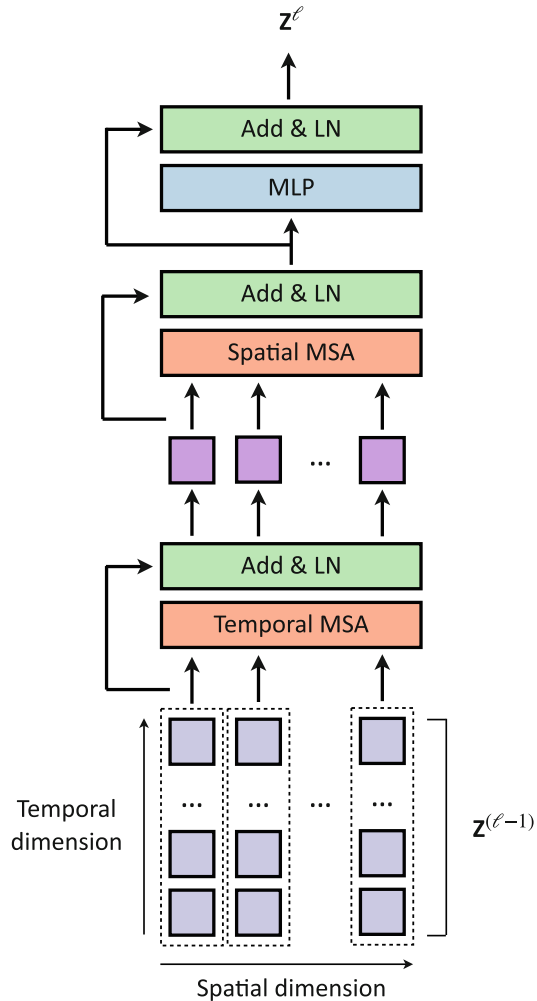 𝐙^ℓ
Add & LN
MLP
Add & LN
Spatial MSA
...
Add & LN
Temporal MSA
... ... ... ...
Temporal
dimension
𝐙^(ℓ−1)
Spatial dimension